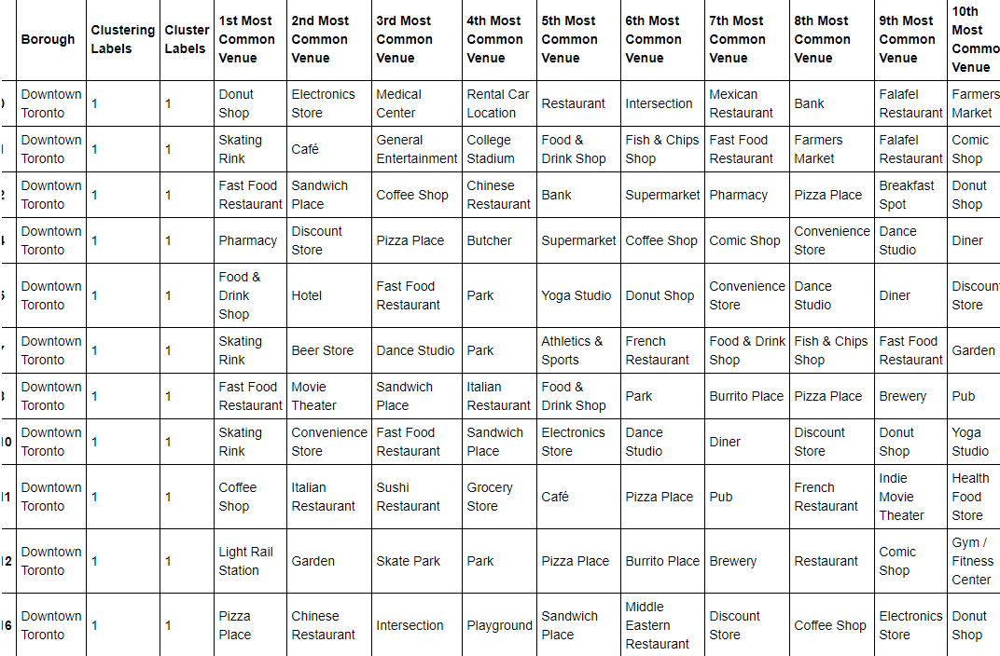 Borough Clustering Labels Cluster Labels 1st Most Common Venue 2nd Most Common Venue 3rd Most Common Venue 4th Most Common Venue 5th Most Common Venue 6th Most Common Venue 7th Most Common Venue 8th Most Common Venue 9th Most Common Venue 10th Most Commo Venue
Downtown Toronto 1 1 Donut Shop Electronics Store Medical Center Rental Car Location Restaurant Intersection Mexican Restaurant Bank Falafel Restaurant Farmers Market
Downtown Toronto 1 1 Skating Rink Café General Entertainment College Stadium Food & Drink Shop Fish & Chips Shop Fast Food Restaurant Farmers Market Falafel Restaurant Comic Shop
2 Downtown Toronto 1 1 Fast Food Restaurant Sandwich Place Coffee Shop Chinese Restaurant Bank Supermarket Pharmacy Pizza Place Breakfast Spot Donut Shop
Downtown Toronto 1 1 Pharmacy Discount Store Pizza Place Butcher Supermarket Coffee Shop Comic Shop Convenience Store Dance Studio Diner
5 Downtown Toronto 1 1 Food & Drink Shop Hotel Fast Food Restaurant Park Yoga Studio Donut Shop Convenience Store Dance Studio Diner Discount Store
Downtown Toronto 1 1 Skating Rink Beer Store Dance Studio Park Athletics & Sports French Restaurant Food & Drink Shop Fish & Chips Shop Fast Food Restaurant Garden
Downtown Toronto 1 1 Fast Food Restaurant Movie Theater Sandwich Place Italian Restaurant Food & Drink Shop Park Burrito Place Pizza Place Brewery Pub
10 Downtown Toronto 1 1 Skating Rink Convenience Store Fast Food Restaurant Sandwich Place Electronics Store Dance Studio Diner Discount Store Donut Shop Yoga Studio
11 Downtown Toronto 1 1 Coffee Shop Italian Restaurant Sushi Restaurant Grocery Store Café Pizza Place Pub French Restaurant Indie Movie Theater Health Food Store
12 Downtown Toronto 1 1 Light Rail Station Garden Skate Park Park Pizza Place Burrito Place Brewery Restaurant Comic Shop Gym / Fitness Center
16 Downtown Toronto 1 1 Pizza Place Chinese Restaurant Intersection Playground Sandwich Place Middle Eastern Restaurant Discount Store Coffee Shop Electronics Store Donut Shop